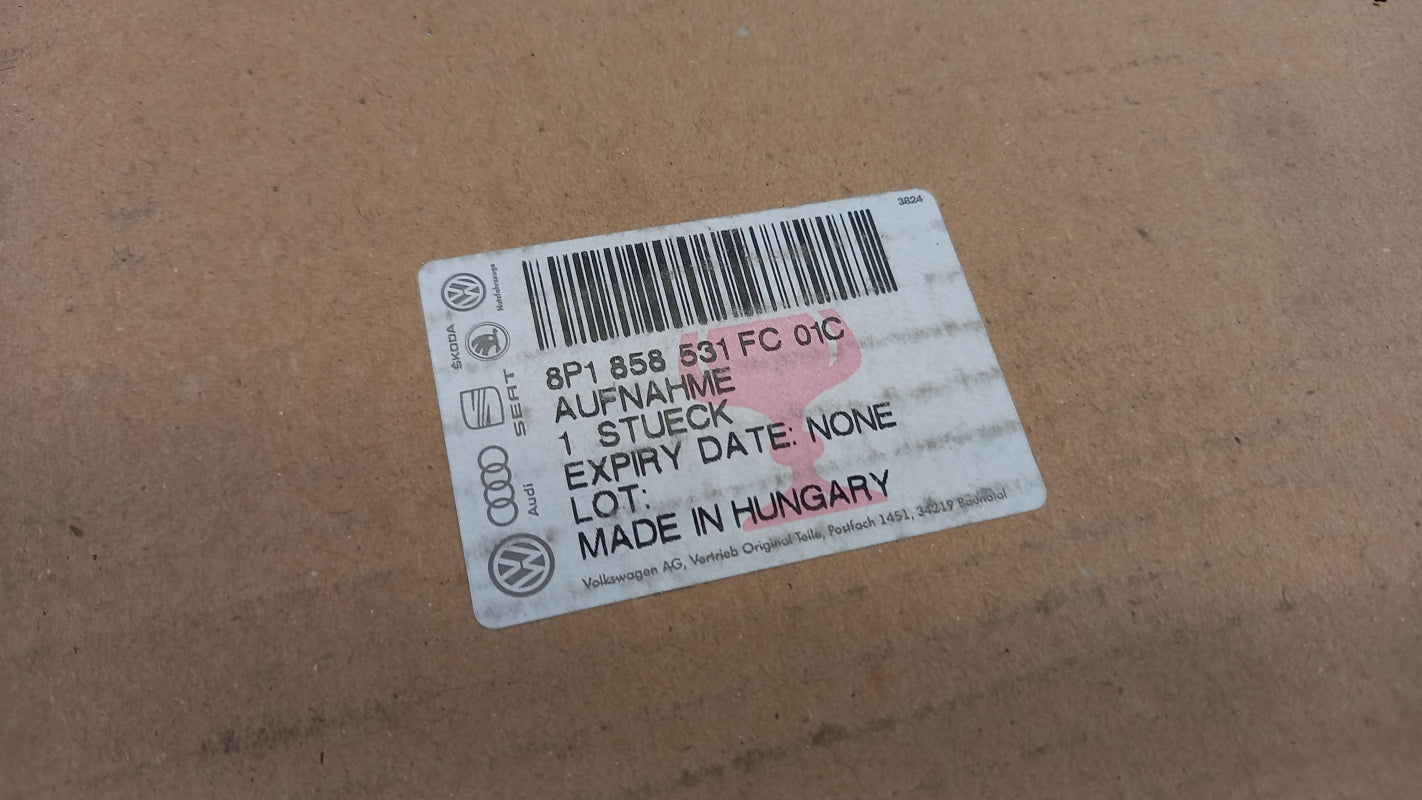 3824
Nutzfahrzeuge
ŠKODA
SEAT
Audi
8P1 858 531 FC 01C
AUFNAHME
1 STUECK
EXPIRY DATE: NONE
LOT:
MADE IN HUNGARY
Volkswagen AG, Vertrieb Original Teile, Postfach 1451, 34219 Baunatal